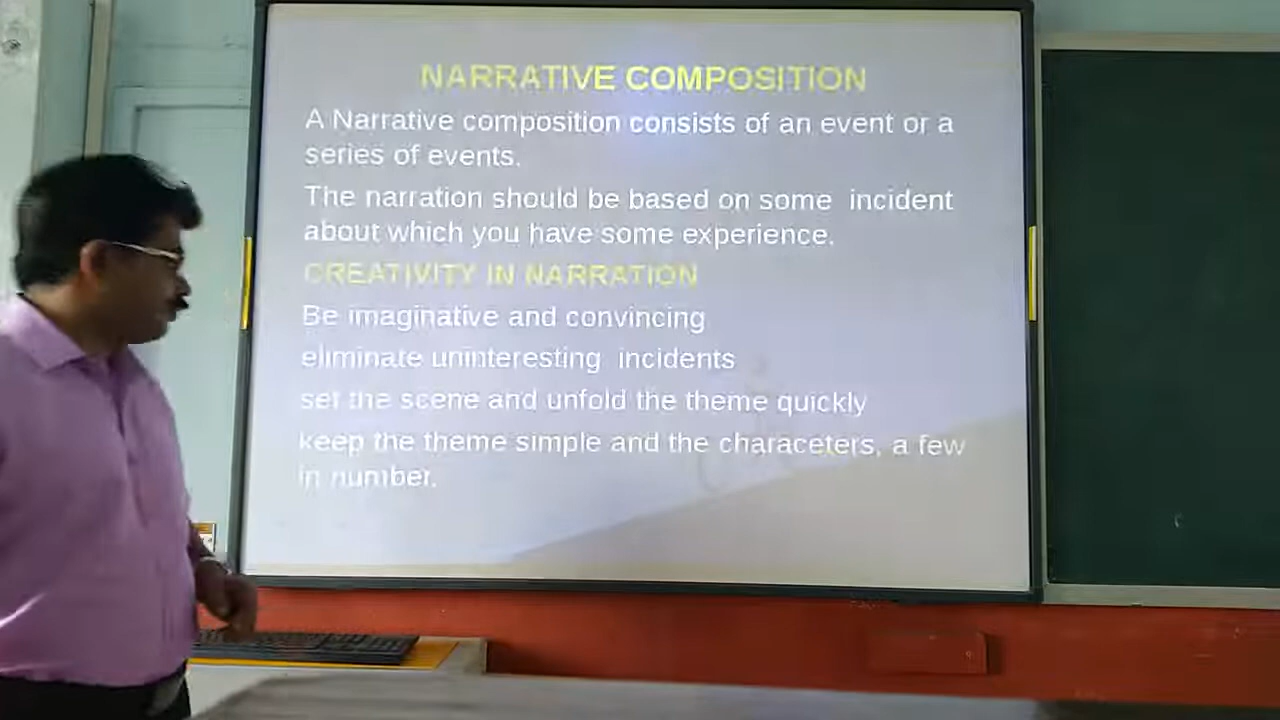 NARRATIVE COMPOSITION
A Narrative composition consists of an event or a
series of events.
The narration should be based on some incident
about which you have some experience.
CREATIVITY IN NARRATION
Be imaginative and convincing
eliminate uninteresting incidents
set the scene and unfold the theme quickly
keep the theme simple and the characeters, a few
in number.